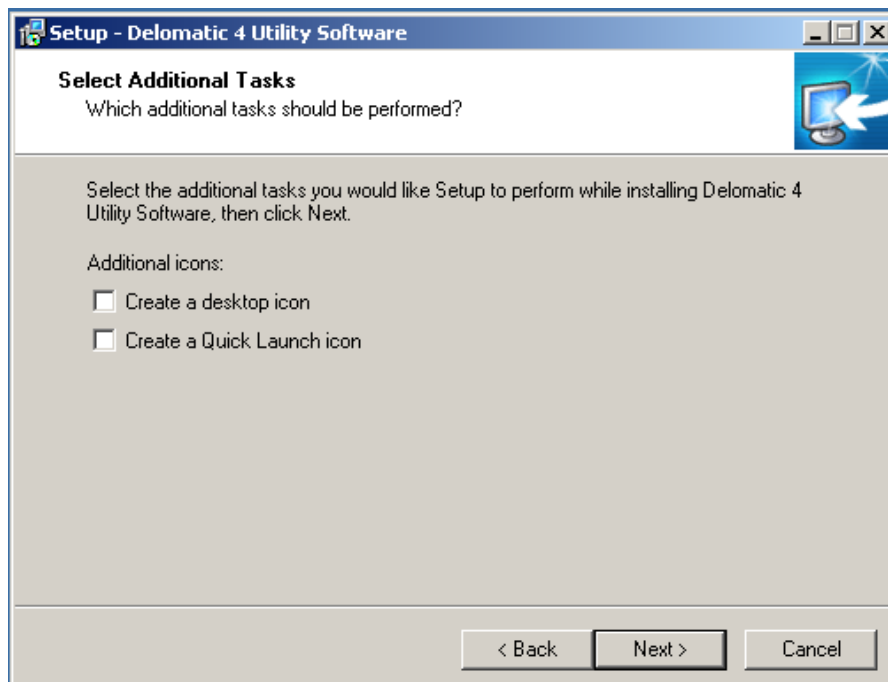 Setup - Delomatic 4 Utility Software
Select Additional Tasks
Which additional tasks should be performed?
Select the additional tasks you would like Setup to perform while installing Delomatic 4
Utility Software, then click Next.
Additional icons:
Create a desktop icon
Create a Quick Launch icon
< Back
Next >
Cancel